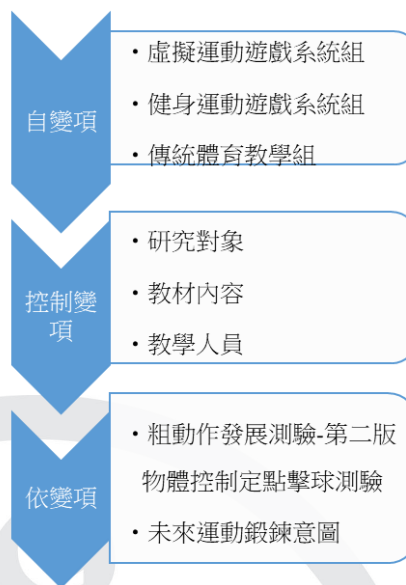 自變項
・虛擬運動遊戲系統組
・健身運動遊戲系統組
・傳統體育教學組
控制變
項
・研究對象
・教材內容
・教學人員
依變項
・粗動作發展測驗-第二版
物體控制定點擊球測驗
・未來運動鍛鍊意圖